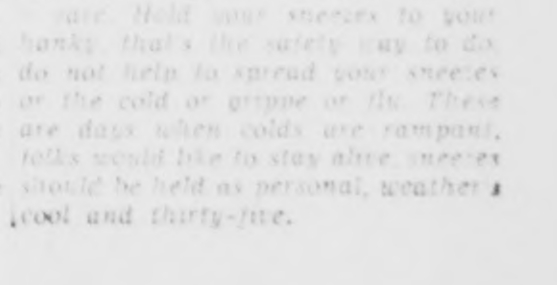 care. Hold your sneezes to your
hanky, that's the safety way to do,
do not help to spread your sneezes
or the cold or grippe or flu. These
are days when colds are rampant,
folks would like to stay alive, sneezes
should be held as personal, weather's
cool and thirty-five.